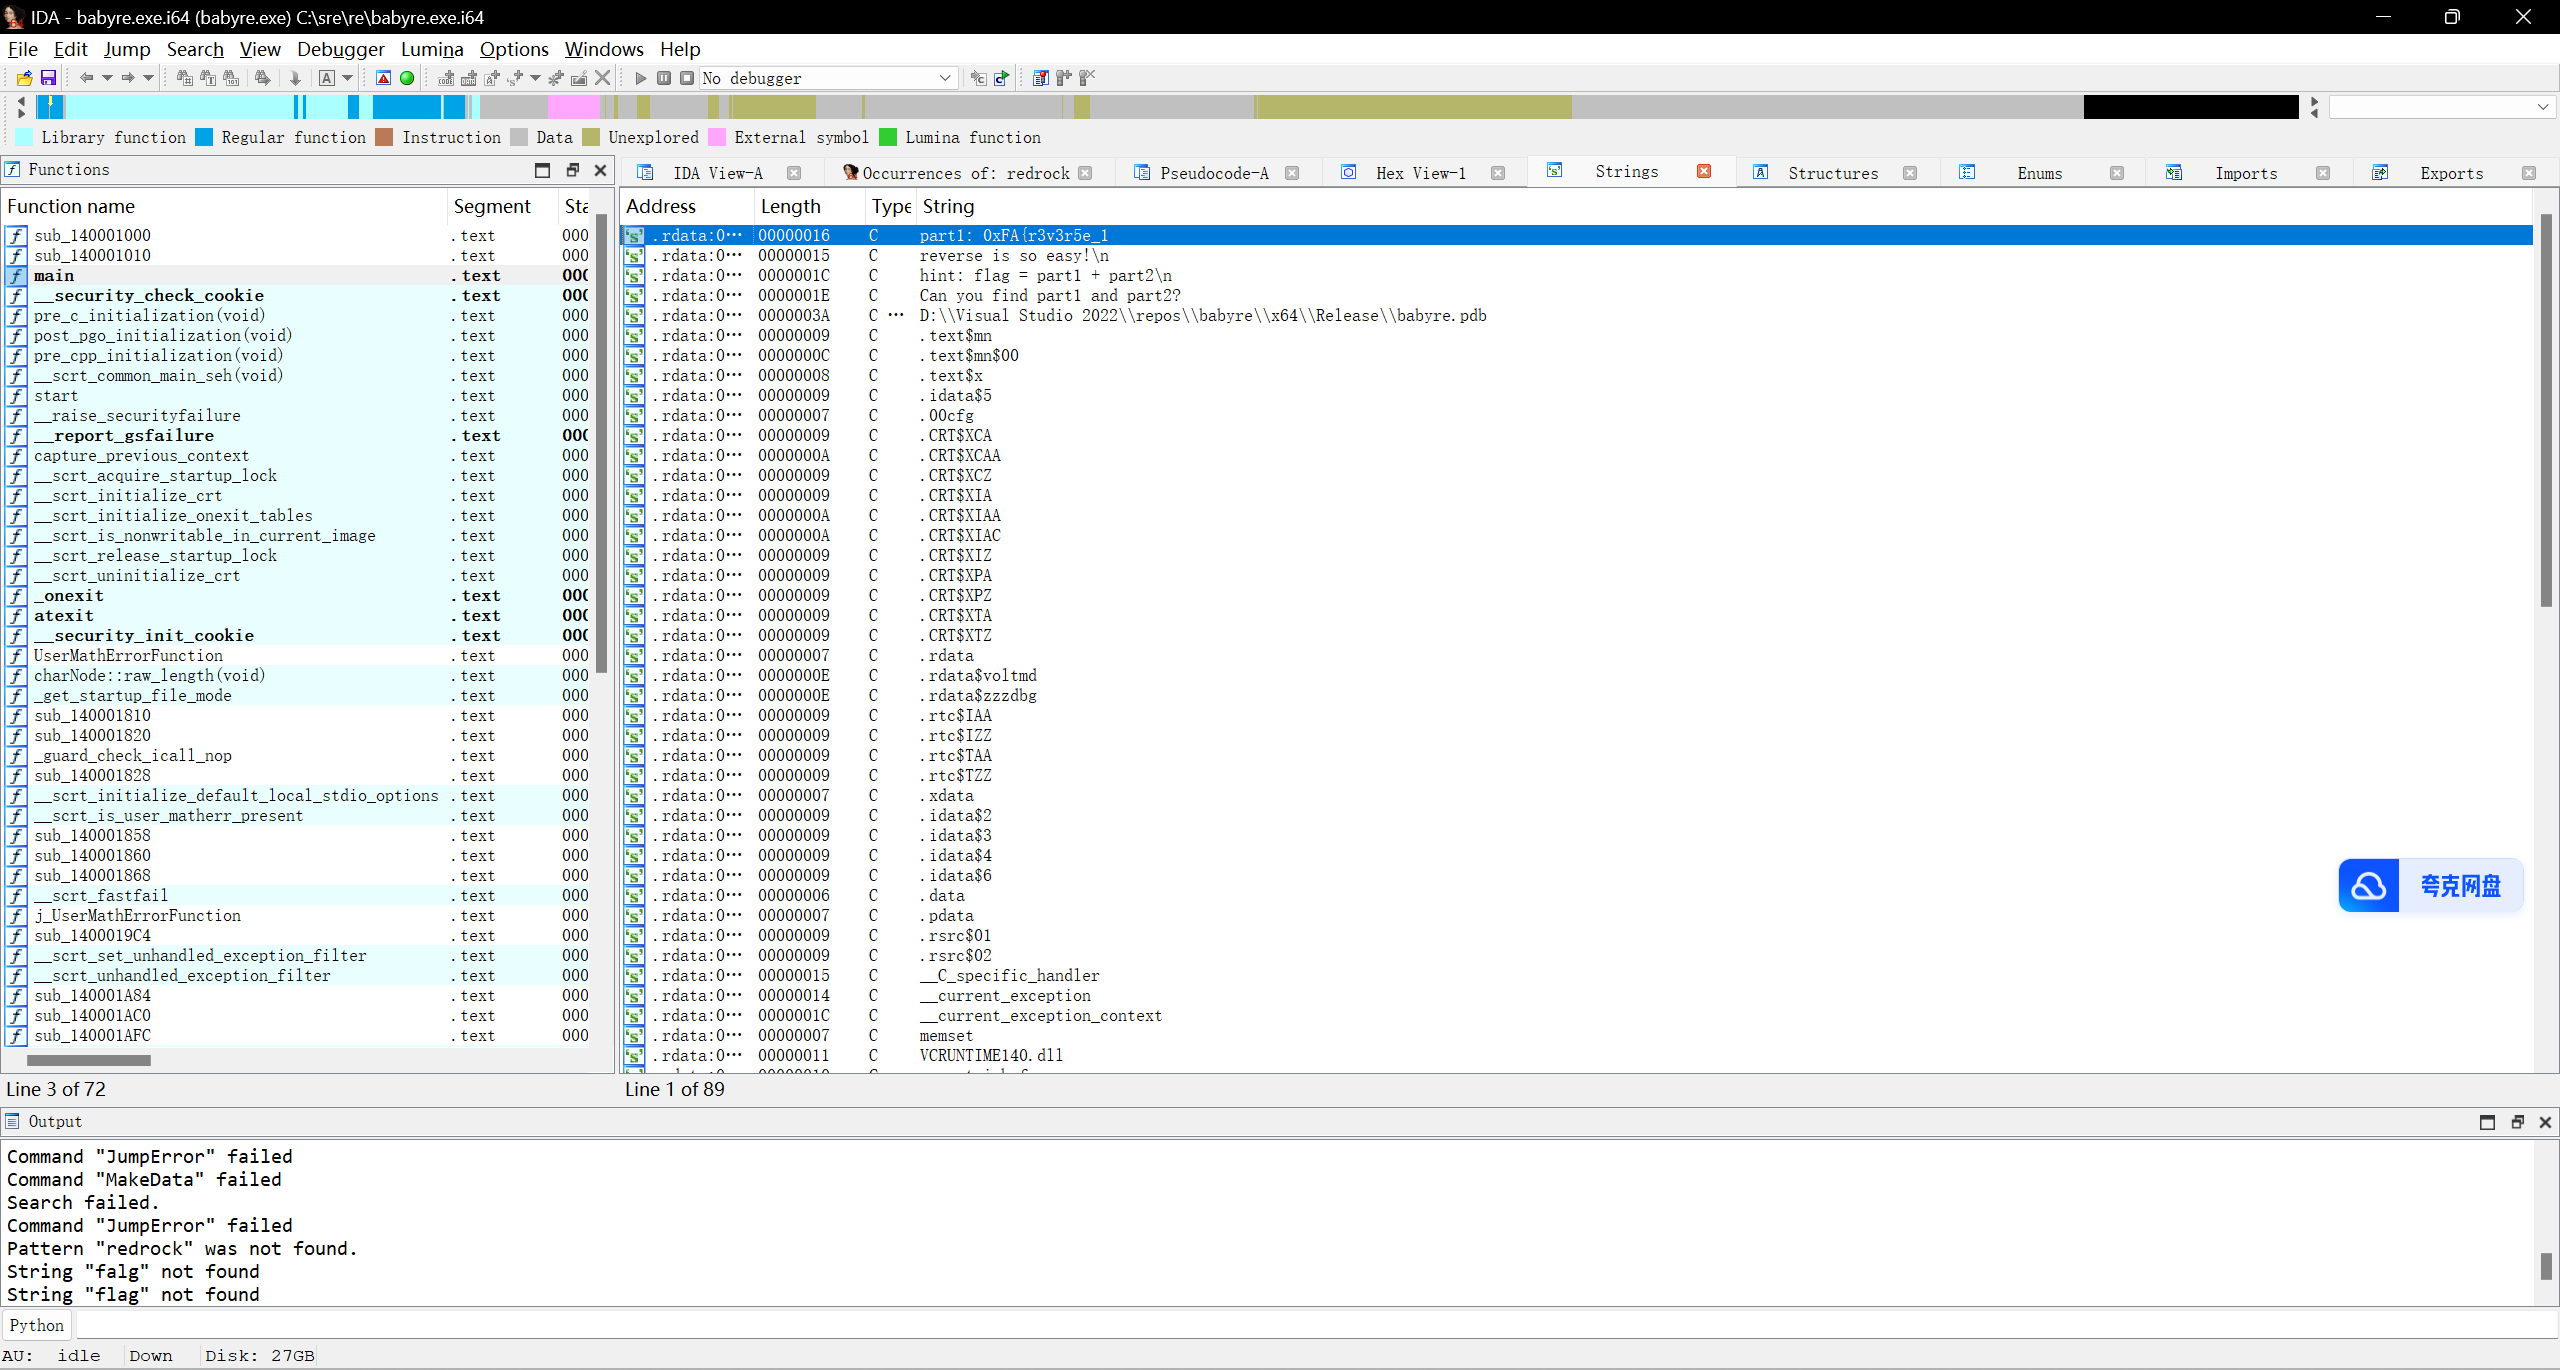 IDA - babyre.exe.i64 (babyre.exe) C:\sre\re\babyre.exe.i64
File Edit Jump Search View Debugger Lumina Options Windows Help
No debugger
Library function Regular function Instruction Data Unexplored External symbol Lumina function
Functions
IDA View-A Occurrences of: redrock Pseudocode-A Hex View-1 Strings Structures Enums Imports Exports
Function name Segment Sta
sub_140001000 .text 000
sub_140001010 .text 000
main .text 000
__security_check_cookie .text 000
pre_c_initialization(void) .text 000
post_pgo_initialization(void) .text 000
pre_cpp_initialization(void) .text 000
__scrt_common_main_seh(void) .text 000
start .text 000
__raise_securityfailure .text 000
__report_gsfailure .text 000
capture_previous_context .text 000
__scrt_acquire_startup_lock .text 000
__scrt_initialize_crt .text 000
__scrt_initialize_onexit_tables .text 000
__scrt_is_nonwritable_in_current_image .text 000
__scrt_release_startup_lock .text 000
__scrt_uninitialize_crt .text 000
_onexit .text 000
atexit .text 000
__security_init_cookie .text 000
UserMathErrorFunction .text 000
charNode::raw_length(void) .text 000
_get_startup_file_mode .text 000
sub_140001810 .text 000
sub_140001820 .text 000
_guard_check_icall_nop .text 000
sub_140001828 .text 000
__scrt_initialize_default_local_stdio_options .text 000
__scrt_is_user_matherr_present .text 000
sub_140001858 .text 000
sub_140001860 .text 000
sub_140001868 .text 000
__scrt_fastfail .text 000
j_UserMathErrorFunction .text 000
sub_1400019C4 .text 000
__scrt_set_unhandled_exception_filter .text 000
__scrt_unhandled_exception_filter .text 000
sub_140001A84 .text 000
sub_140001AC0 .text 000
sub_140001AFC .text 000
Line 3 of 72
Address Length Type String
.rdata:0… 00000016 C part1: 0xFA{r3v3r5e_1
.rdata:0… 00000015 C reverse is so easy!\n
.rdata:0… 0000001C C hint: flag = part1 + part2\n
.rdata:0… 0000001E C Can you find part1 and part2?
.rdata:0… 0000003A C … D:\\Visual Studio 2022\\repos\\babyre\\x64\\Release\\babyre.pdb
.rdata:0… 00000009 C .text$mn
.rdata:0… 0000000C C .text$mn$00
.rdata:0… 00000008 C .text$x
.rdata:0… 00000009 C .idata$5
.rdata:0… 00000007 C .00cfg
.rdata:0… 00000009 C .CRT$XCA
.rdata:0… 0000000A C .CRT$XCAA
.rdata:0… 00000009 C .CRT$XCZ
.rdata:0… 00000009 C .CRT$XIA
.rdata:0… 0000000A C .CRT$XIAA
.rdata:0… 0000000A C .CRT$XIAC
.rdata:0… 00000009 C .CRT$XIZ
.rdata:0… 00000009 C .CRT$XPA
.rdata:0… 00000009 C .CRT$XPZ
.rdata:0… 00000009 C .CRT$XTA
.rdata:0… 00000009 C .CRT$XTZ
.rdata:0… 00000007 C .rdata
.rdata:0… 0000000E C .rdata$voltmd
.rdata:0… 0000000E C .rdata$zzzdbg
.rdata:0… 00000009 C .rtc$IAA
.rdata:0… 00000009 C .rtc$IZZ
.rdata:0… 00000009 C .rtc$TAA
.rdata:0… 00000009 C .rtc$TZZ
.rdata:0… 00000007 C .xdata
.rdata:0… 00000009 C .idata$2
.rdata:0… 00000009 C .idata$3
.rdata:0… 00000009 C .idata$4
.rdata:0… 00000009 C .idata$6
.rdata:0… 00000006 C .data
.rdata:0… 00000007 C .pdata
.rdata:0… 00000009 C .rsrc$01
.rdata:0… 00000009 C .rsrc$02
.rdata:0… 00000015 C __C_specific_handler
.rdata:0… 00000014 C __current_exception
.rdata:0… 0000001C C __current_exception_context
.rdata:0… 00000007 C memset
.rdata:0… 00000011 C VCRUNTIME140.dll
Line 1 of 89
夸克网盘
Output
Command "JumpError" failed
Command "MakeData" failed
Search failed.
Command "JumpError" failed
Pattern "redrock" was not found.
String "falg" not found
String "flag" not found
Python
AU: idle Down Disk: 27GB